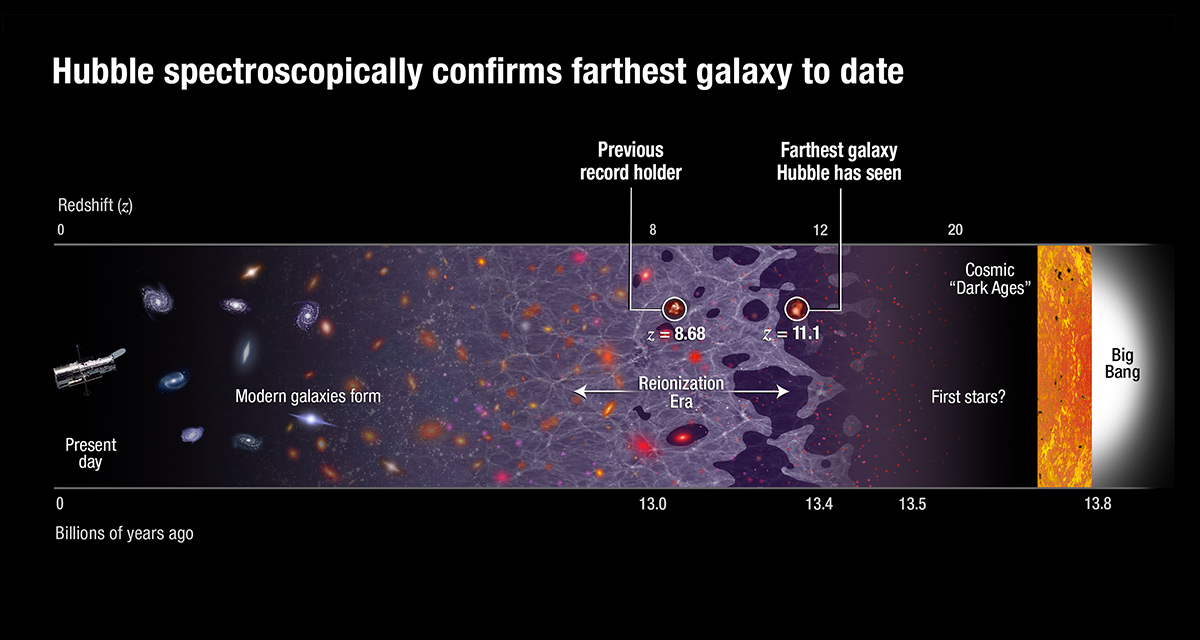 Hubble spectroscopically confirms farthest galaxy to date
Previous
record holder
Farthest galaxy
Hubble has seen
Redshift (z)
0
8
12
20
Cosmic
“Dark Ages”
z = 8.68
z = 11.1
Big
Bang
Reionization
Era
Modern galaxies form
First stars?
Present
day
0
13.0
13.4
13.5
13.8
Billions of years ago